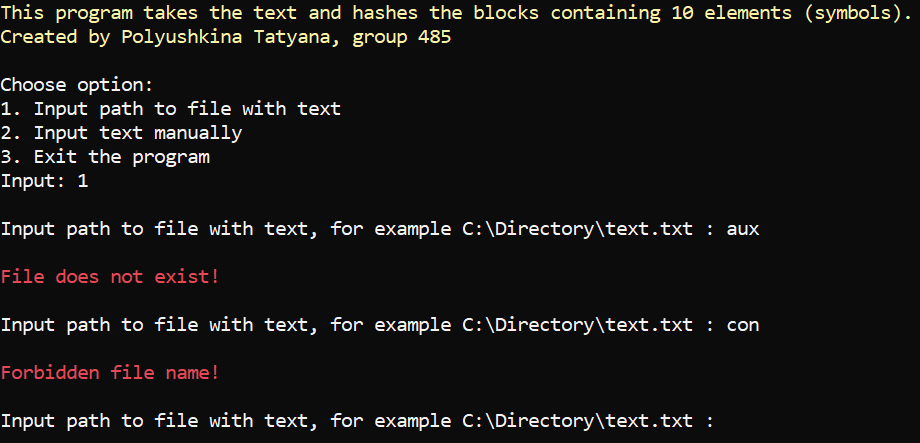 This program takes the text and hashes the blocks containing 10 elements (symbols).
Created by Polyushkina Tatyana, group 485
Choose option:
1. Input path to file with text
2. Input text manually
3. Exit the program
Input: 1
Input path to file with text, for example C:\Directory\text.txt : aux
File does not exist!
Input path to file with text, for example C:\Directory\text.txt : con
Forbidden file name!
Input path to file with text, for example C:\Directory\text.txt :